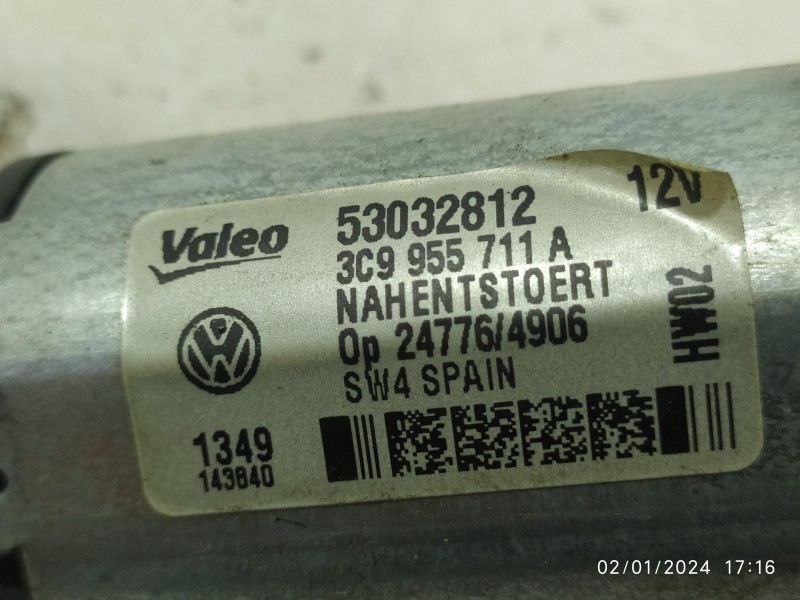 Valeo
53032812
12V
3C9 955 711 A
NAHENTSTOERT
Op 24776/4906
SW4 SPAIN
HW02
1349
143840
02/01/2024 17:16